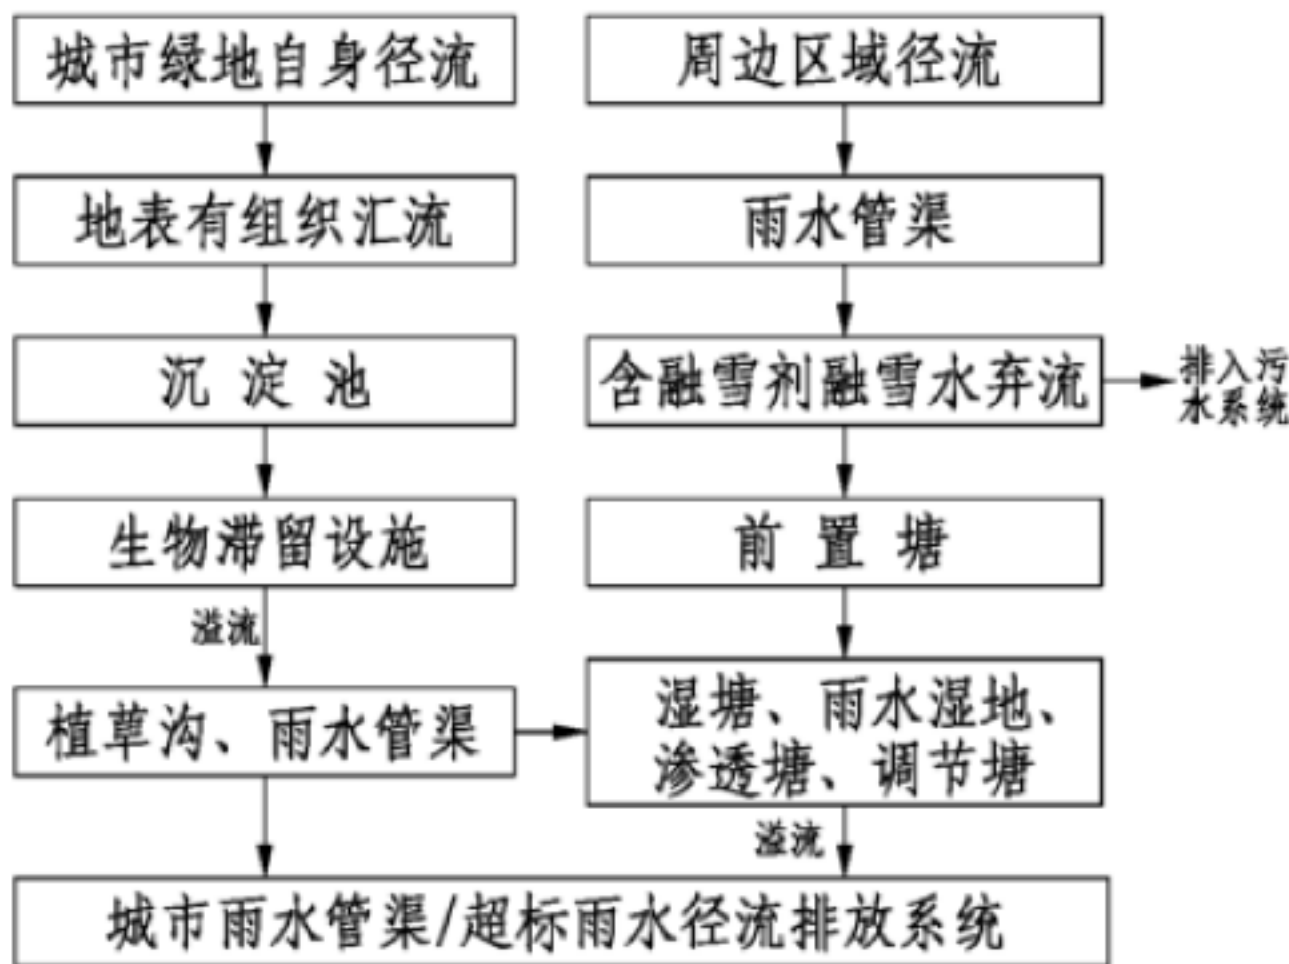 城市绿地自身径流
周边区域径流
地表有组织汇流
雨水管渠
沉淀池
含融雪剂融雪水弃流
排入污
水系统
生物滞留设施
前置塘
溢流
植草沟、雨水管渠
湿塘、雨水湿地、
渗透塘、调节塘
溢流
城市雨水管渠/超标雨水径流排放系统